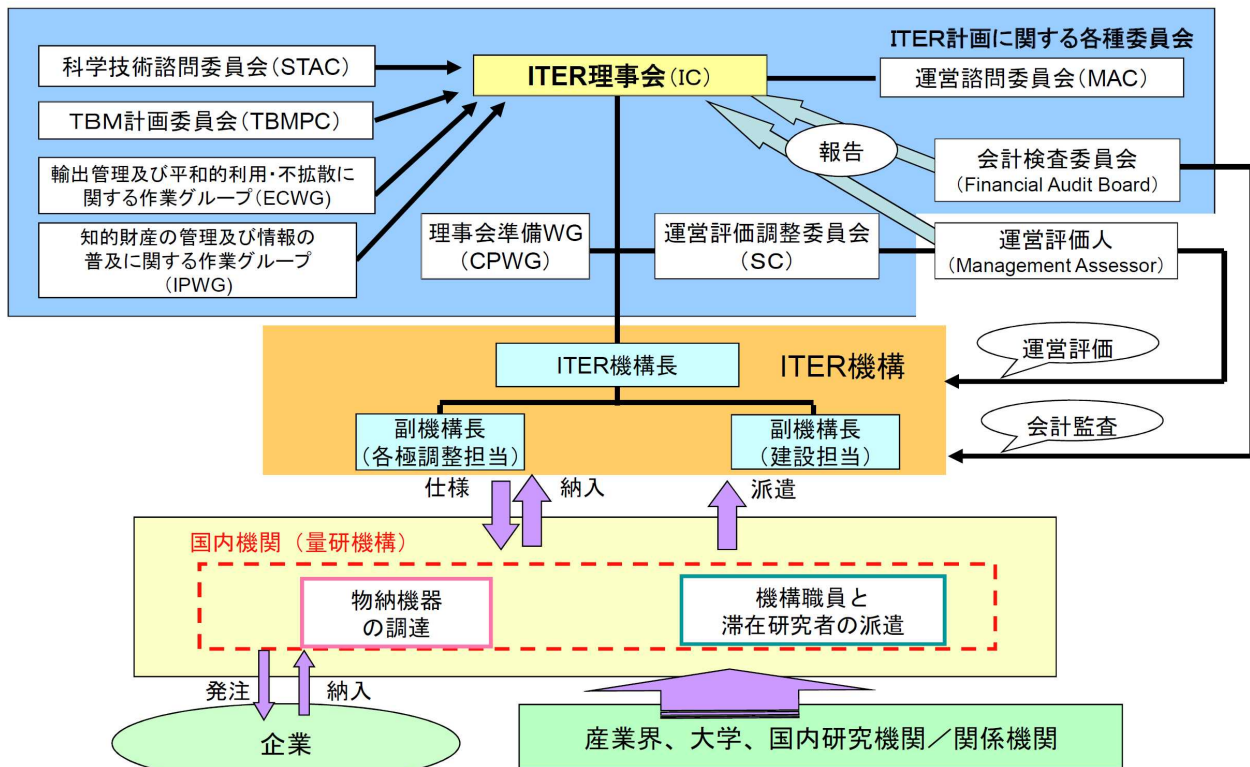 ITER計画に関する各種委員会
科学技術諮問委員会(STAC)
ITER理事会(IC)
運営諮問委員会(MAC)
TBM計画委員会(TBMPC)
報告
会計検査委員会
(Financial Audit Board)
輸出管理及び平和的利用・不拡散に
関する作業グループ(ECWG)
知的財産の管理及び情報の
普及に関する作業グループ
(IPWG)
理事会準備WG
(CPWG)
運営評価調整委員会
(SC)
運営評価人
(Management Assessor)
ITER機構長
ITER機構
運営評価
副機構長
(各極調整担当)
副機構長
(建設担当)
会計監査
仕様
納入
派遣
国内機関(量研機構)
物納機器
の調達
機構職員と
滞在研究者の派遣
発注
納入
企業
産業界、大学、国内研究機関/関係機関